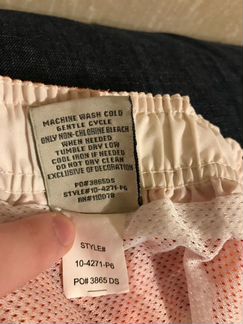 MACHINE WASH COLD
GENTLE CYCLE
ONLY NON-CHLORINE BLEACH
WHEN NEEDED
TUMBLE DRY LOW
COOL IRON IF NEEDED
DO NOT DRY CLEAN
EXCLUSIVE OF DECORATION
PO#3865DS
STYLE#10-4271-P6
RN#110078
STYLE#
10-4271-P6
PO# 3865 DS